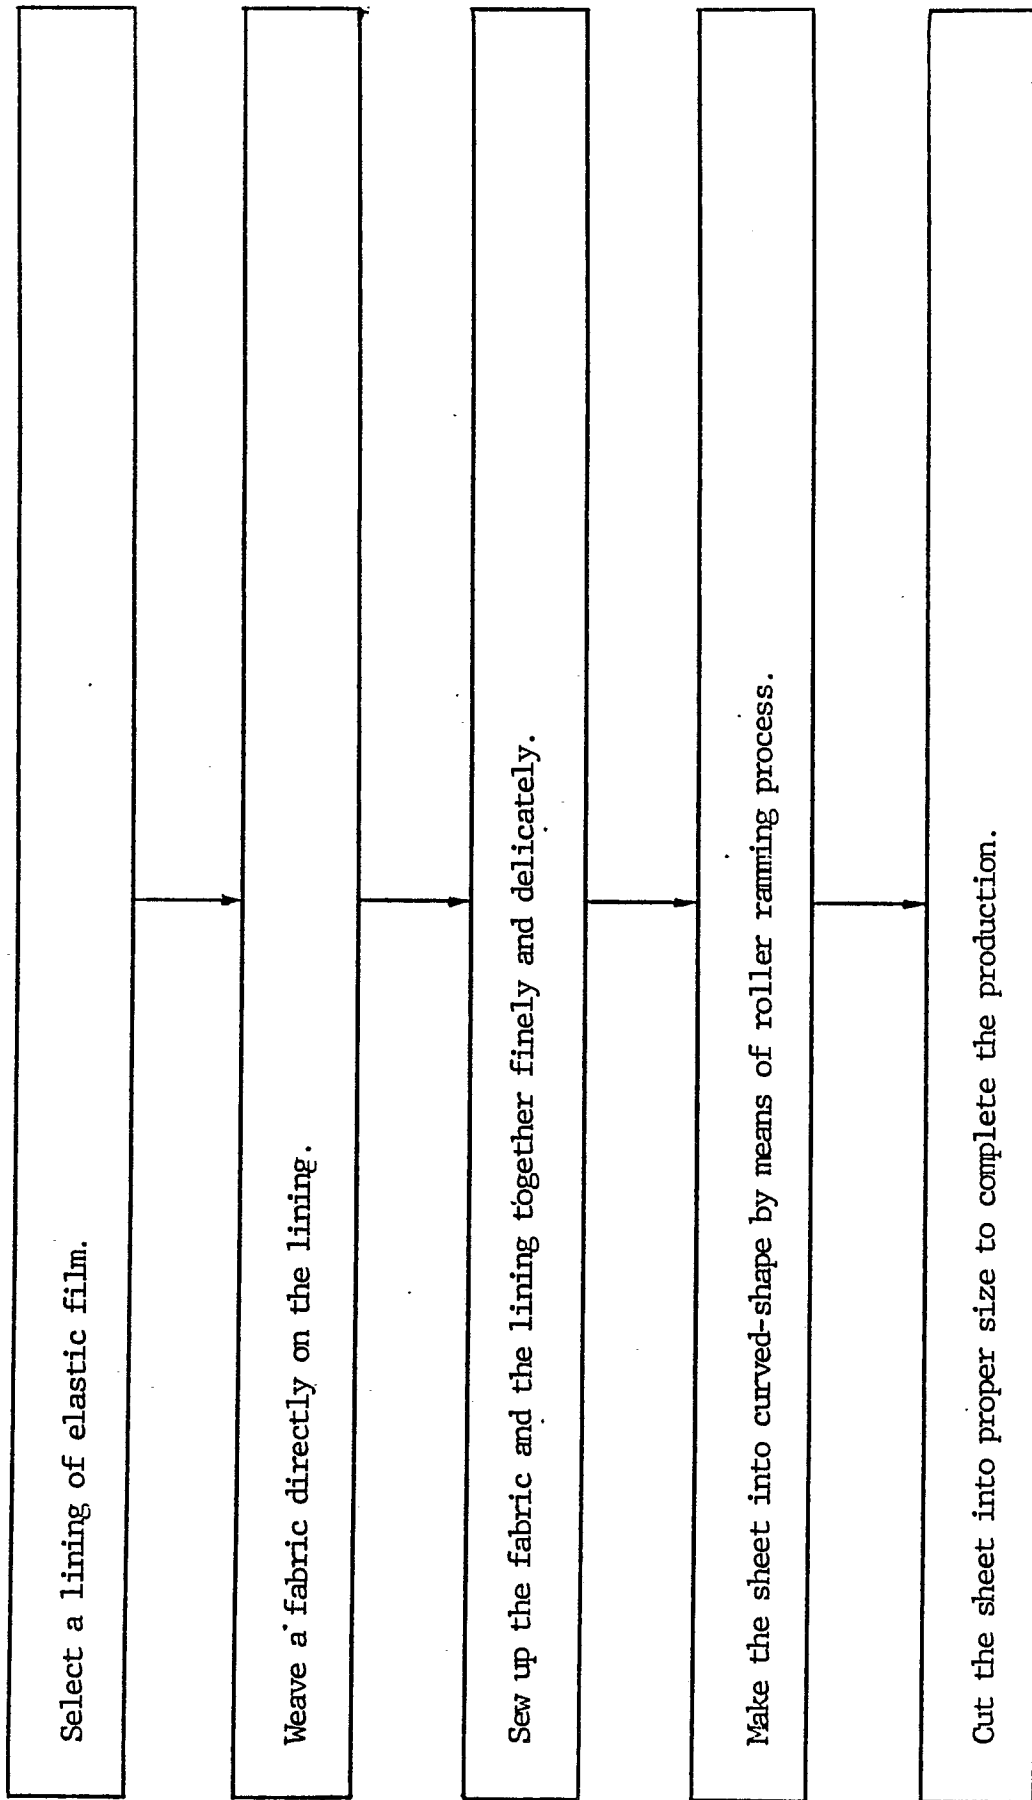 Select a lining of elastic film.
Weave a fabric directly on the lining.
Sew up the fabric and the lining together finely and delicately.
Make the sheet into curved-shape by means of roller ramming process.
Cut the sheet into proper size to complete the production.